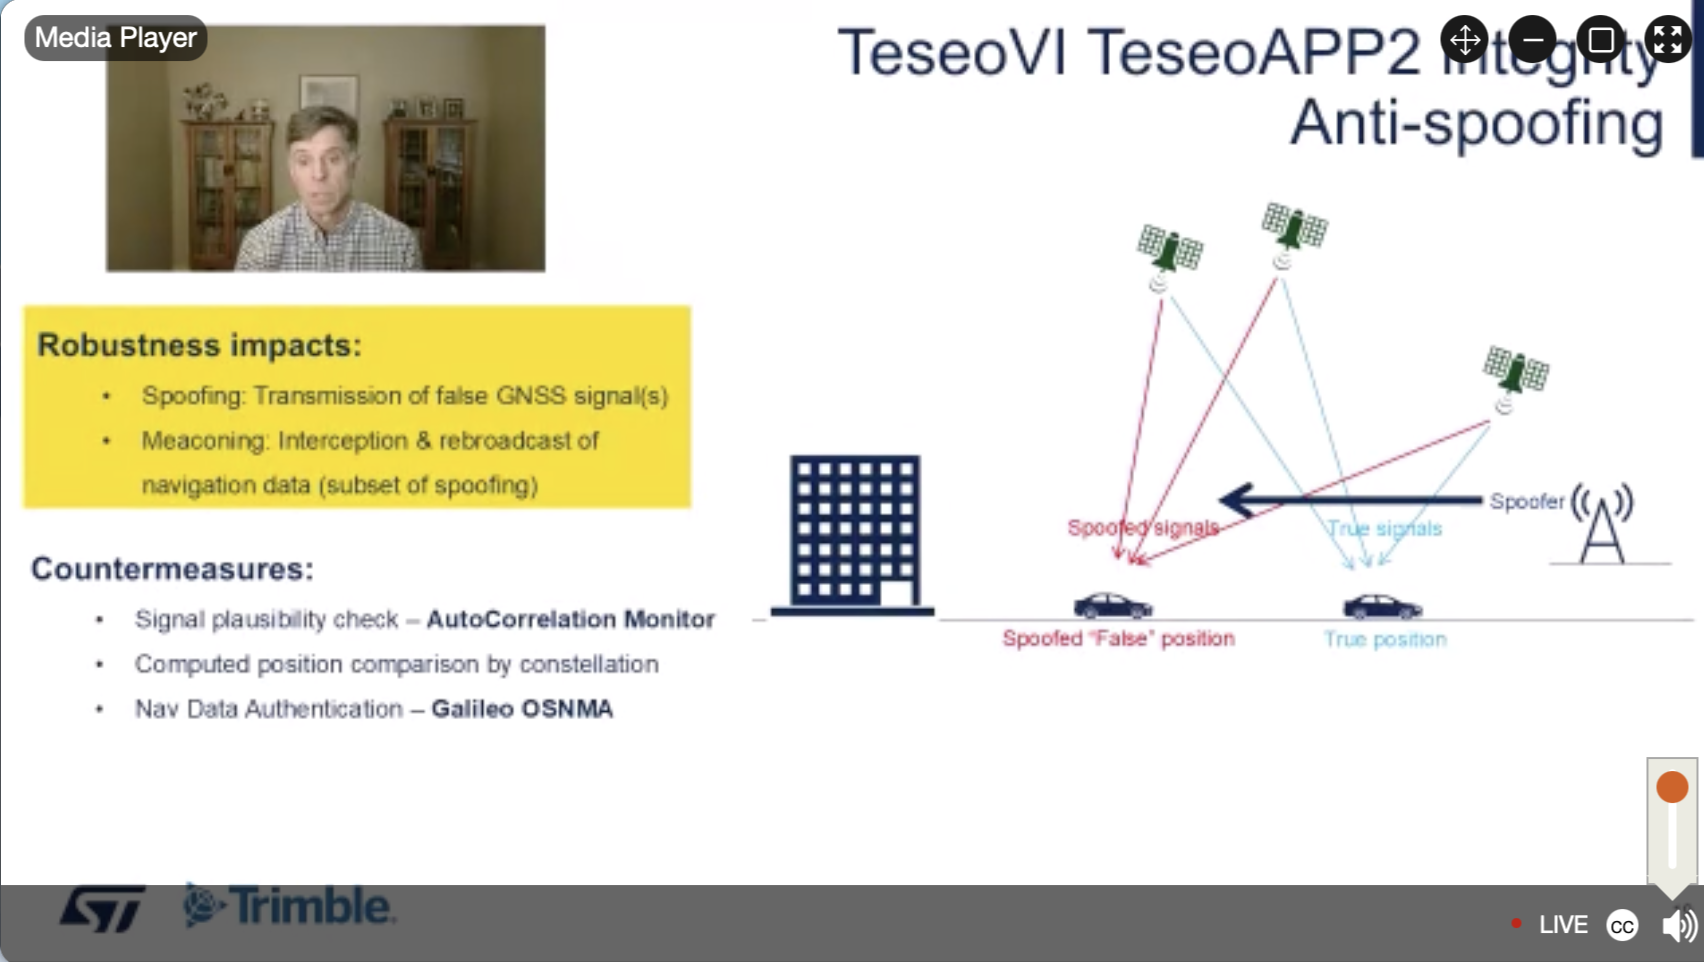 Media Player
TeseoVI TeseoAPP2 Integrity
Anti-spoofing
Robustness impacts:
• Spoofing: Transmission of false GNSS signal(s)
• Meaconing: Interception & rebroadcast of
navigation data (subset of spoofing)
Countermeasures:
• Signal plausibility check – AutoCorrelation Monitor
• Computed position comparison by constellation
• Nav Data Authentication – Galileo OSNMA
Spoofer
Spoofed signals
True signals
Spoofed "False" position
True position
ST
Trimble
LIVE
CC